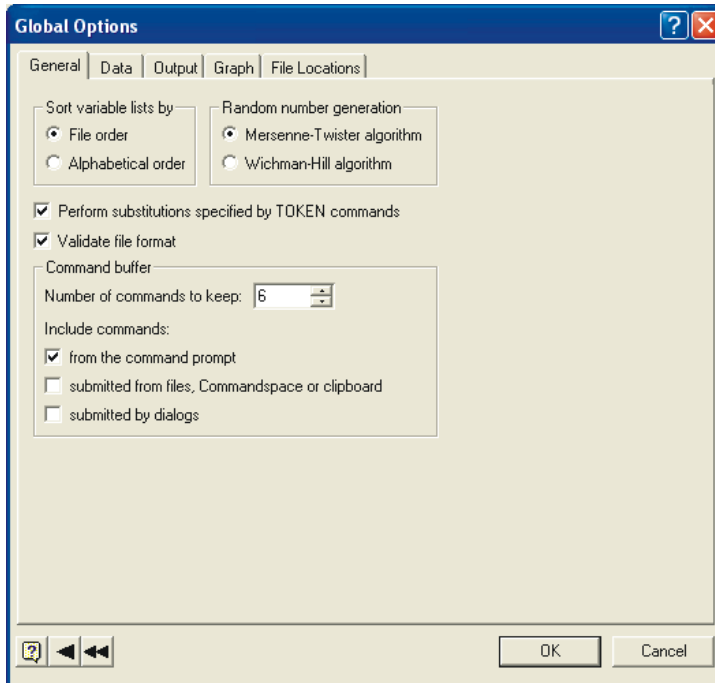 Global Options
General Data Output Graph File Locations
Sort variable lists by
File order
Alphabetical order
Random number generation
Mersenne-Twister algorithm
Wichman-Hill algorithm
Perform substitutions specified by TOKEN commands
Validate file format
Command buffer
Number of commands to keep: 6
Include commands:
from the command prompt
submitted from files, Commandspace or clipboard
submitted by dialogs
OK Cancel